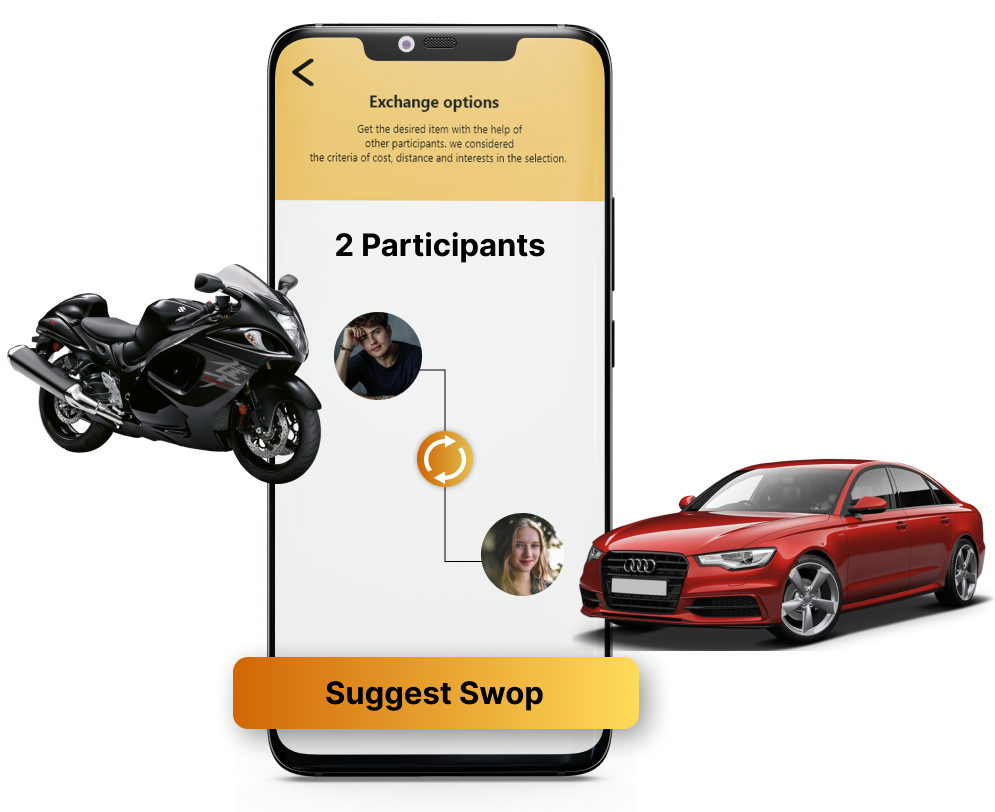 Exchange options
Get the desired item with the help of
other participants. we considered
the criteria of cost, distance and interests in the selection.
2 Participants
Suggest Swop